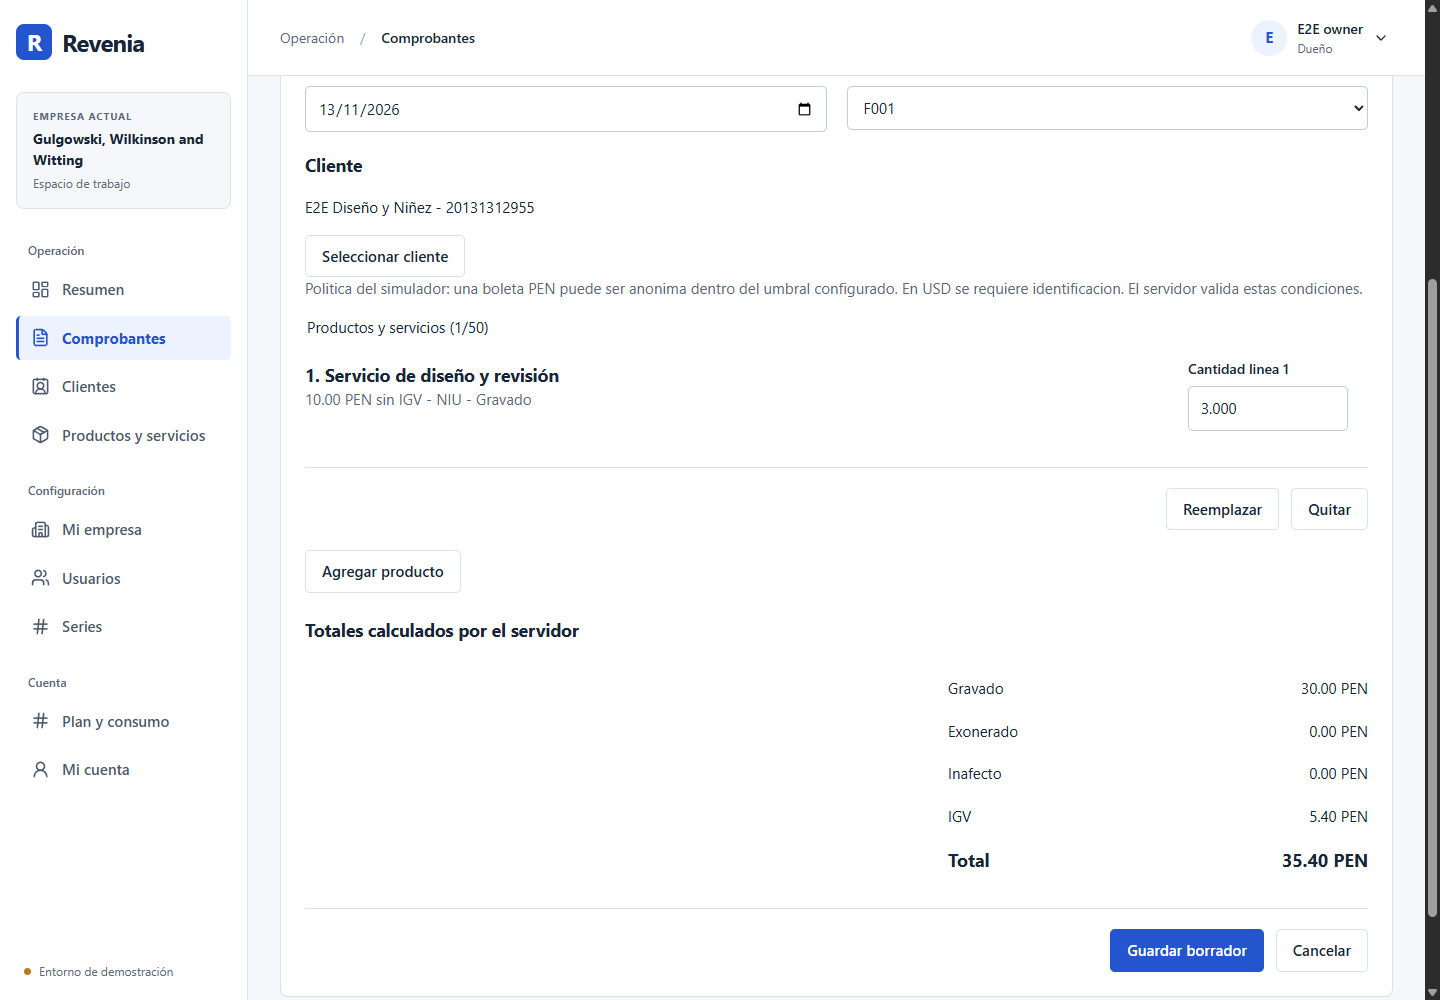 R Revenia
EMPRESA ACTUAL
Gulgowski, Wilkinson and
Witting
Espacio de trabajo
Operación
Resumen
Comprobantes
Clientes
Productos y servicios
Configuración
Mi empresa
Usuarios
Series
Cuenta
Plan y consumo
Mi cuenta
Entorno de demostración
Operación / Comprobantes
E
E2E owner
Dueño
13/11/2026
F001
Cliente
E2E Diseño y Niñez - 20131312955
Seleccionar cliente
Politica del simulador: una boleta PEN puede ser anonima dentro del umbral configurado. En USD se requiere identificacion. El servidor valida estas condiciones.
Productos y servicios (1/50)
1. Servicio de diseño y revisión
10.00 PEN sin IGV - NIU - Gravado
Cantidad linea 1
3.000
Reemplazar
Quitar
Agregar producto
Totales calculados por el servidor
Gravado 30.00 PEN
Exonerado 0.00 PEN
Inafecto 0.00 PEN
IGV 5.40 PEN
Total 35.40 PEN
Guardar borrador
Cancelar